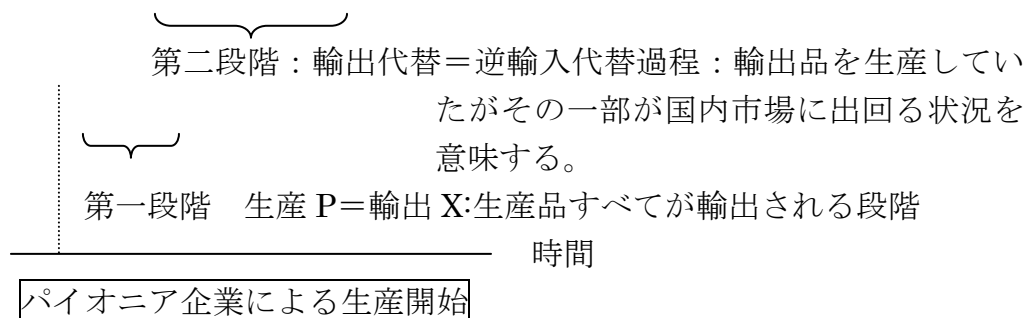 第二段階：輸出代替＝逆輸入代替過程：輸出品を生産してい
たがその一部が国内市場に出回る状況を
意味する。
第一段階　生産 P＝輸出 X:生産品すべてが輸出される段階
時間
パイオニア企業による生産開始